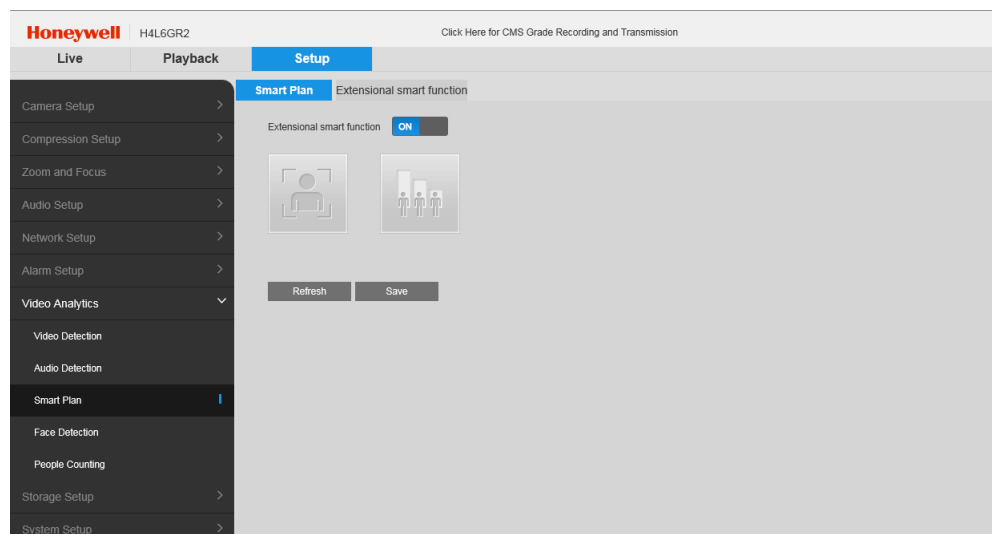 Honeywell H4L6GR2 Click Here for CMS Grade Recording and Transmission
Live Playback Setup
Smart Plan Extensional smart function
Camera Setup
Extensional smart function ON
Compression Setup
Zoom and Focus
Audio Setup
Network Setup
Alarm Setup
Refresh Save
Video Analytics
Video Detection
Audio Detection
Smart Plan
Face Detection
People Counting
Storage Setup
System Setup